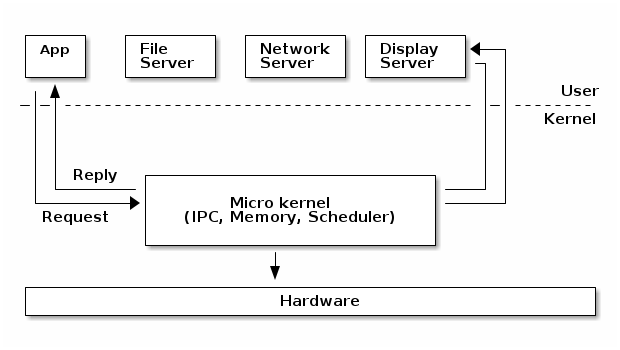 App
File
Server
Network
Server
Display
Server
User
Kernel
Reply
Request
Micro kernel
(IPC, Memory, Scheduler)
Hardware